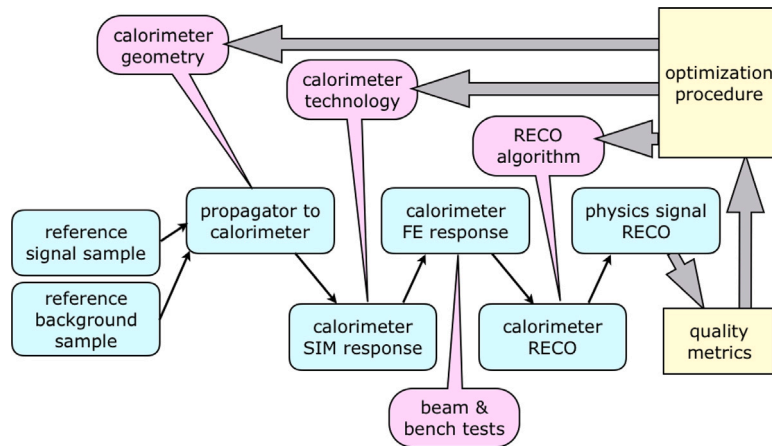 calorimeter
geometry
calorimeter
technology
optimization
procedure
RECO
algorithm
reference
signal sample
propagator to
calorimeter
calorimeter
FE response
physics signal
RECO
reference
background
sample
calorimeter
SIM response
calorimeter
RECO
quality
metrics
beam &
bench tests